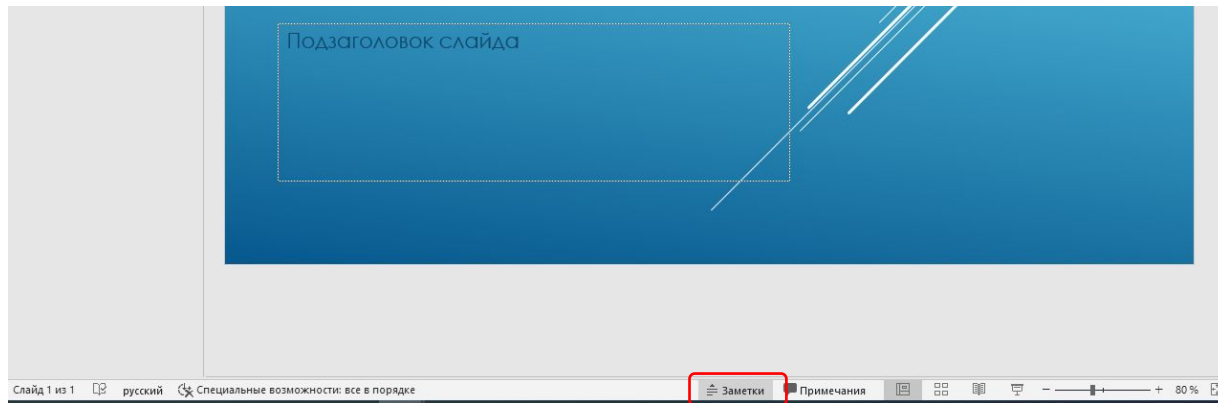 Подзаголовок слайда
Слайд 1 из 1 русский Специальные возможности: все в порядке Заметки Примечания 80 %